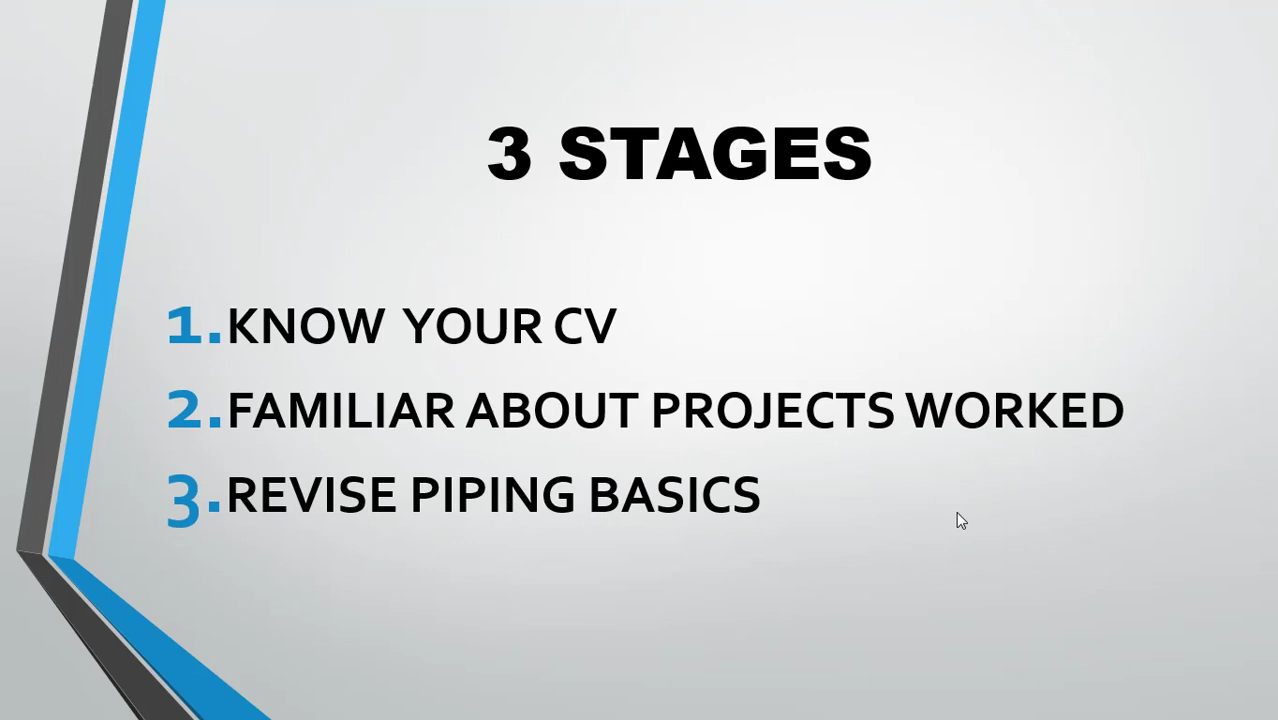 3 STAGES
1. KNOW YOUR CV
2. FAMILIAR ABOUT PROJECTS WORKED
3. REVISE PIPING BASICS